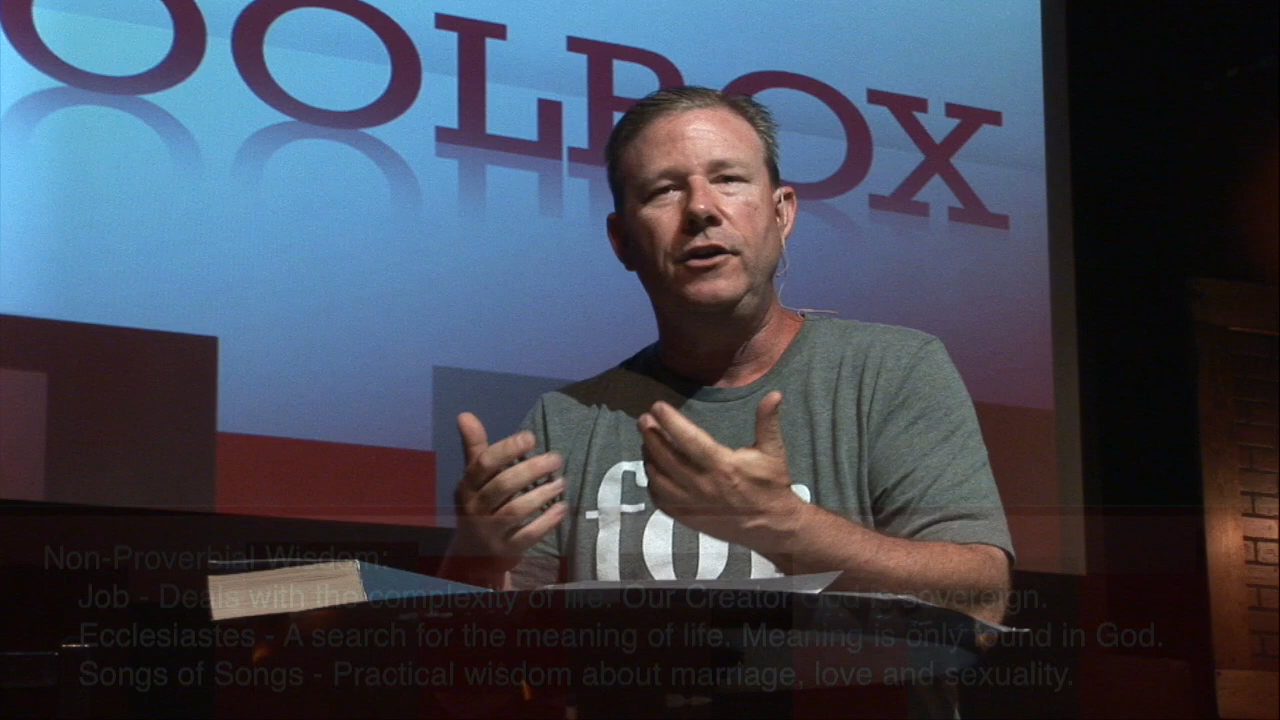 OOLBOX
for
Non-Proverbial Wisdom:
Job - Deals with the complexity of life. Our Creator God is sovereign.
Ecclesiastes - A search for the meaning of life. Meaning is only found in God.
Songs of Songs - Practical wisdom about marriage, love and sexuality.